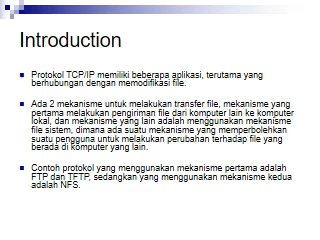 Introduction
Protokol TCP/IP memiliki beberapa aplikasi, terutama yang
berhubungan dengan memodifikasi file.
Ada 2 mekanisme untuk melakukan transfer file, mekanisme yang
pertama melakukan pengiriman file dari komputer lain ke komputer
lokal, dan mekanisme yang lain adalah menggunakan mekanisme
file sistem, dimana ada suatu mekanisme yang memperbolehkan
suatu pengguna untuk melakukan perubahan terhadap file yang
berada di komputer yang lain.
Contoh protokol yang menggunakan mekanisme pertama adalah
FTP dan TFTP, sedangkan yang menggunakan mekanisme kedua
adalah NFS.